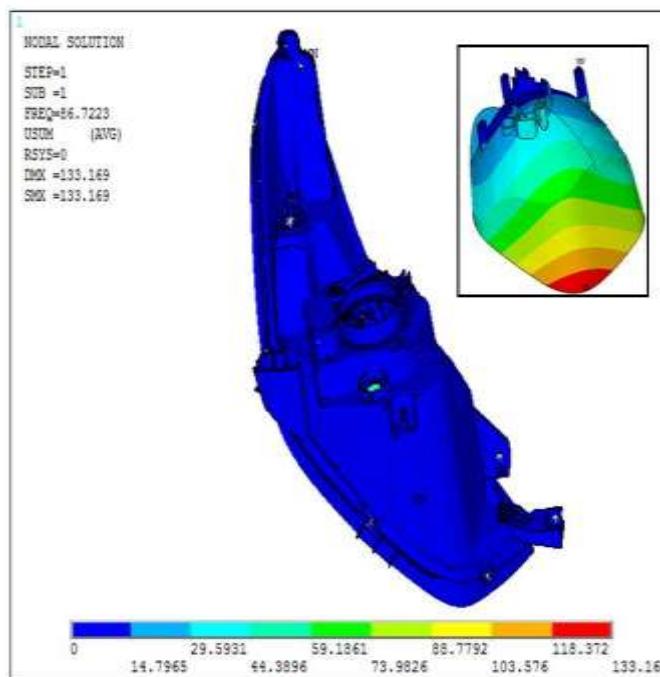 1
NODAL SOLUTION
STEP=1
SUB =1
FREQ=86.7223
USUM (AVG)
RSYS=0
DMX =133.169
SMX =133.169
0 29.5931 59.1861 88.7792 118.372
14.7965 44.3896 73.9826 103.576 133.16